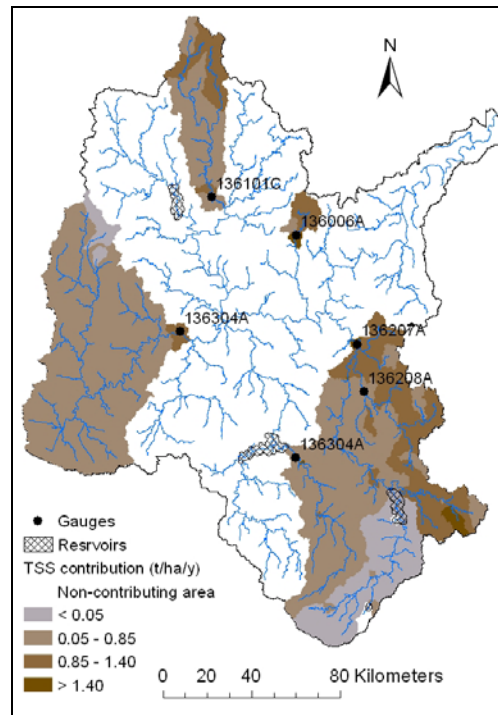 N
136101C
136006A
136304A
136207A
136208A
136304A
Gauges
Resrvoirs
TSS contribution (t/ha/y)
Non-contributing area
< 0.05
0.05 - 0.85
0.85 - 1.40
> 1.40
0 20 40 80 Kilometers